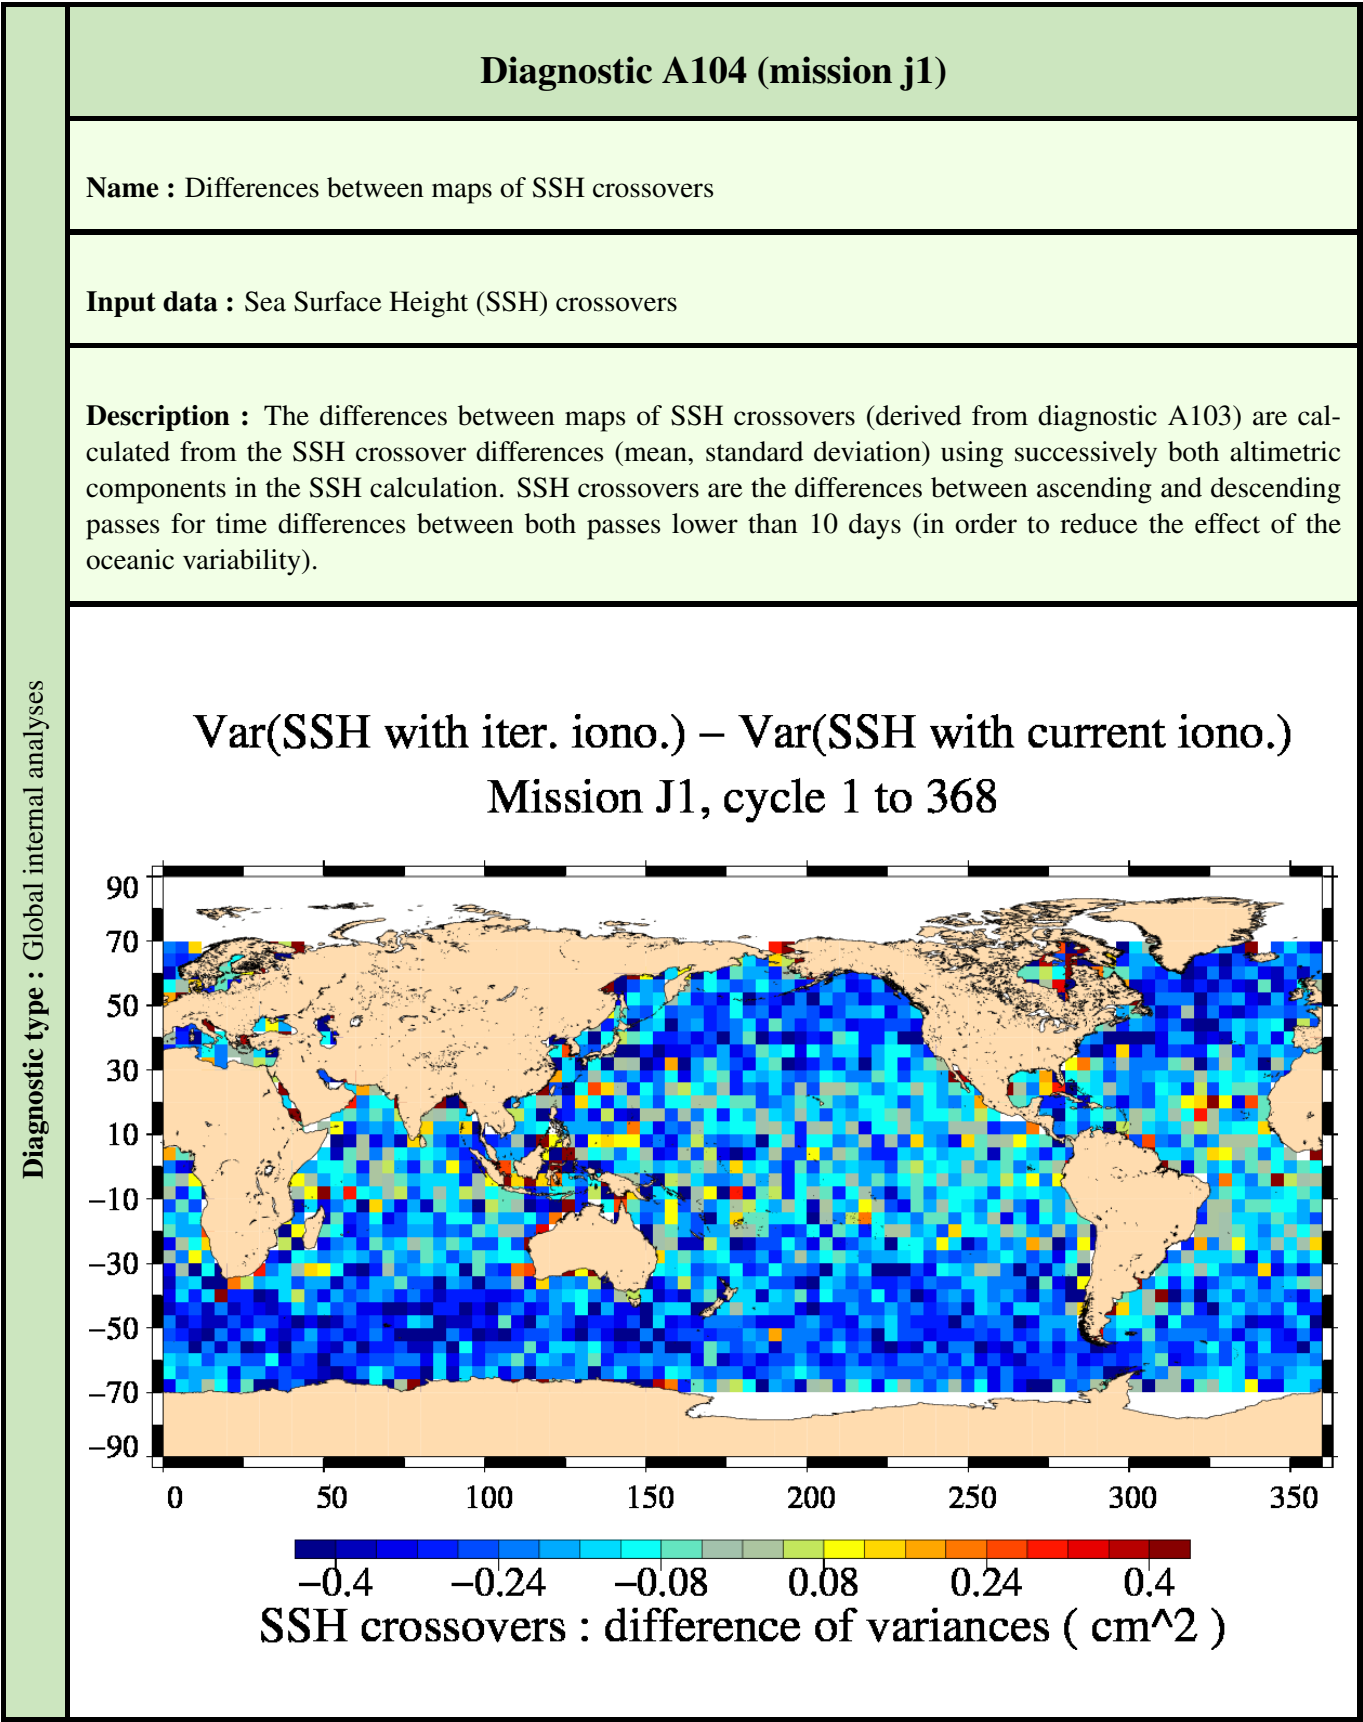 Diagnostic type : Global internal analyses
Diagnostic A104 (mission j1)
Name : Differences between maps of SSH crossovers
Input data : Sea Surface Height (SSH) crossovers
Description : The differences between maps of SSH crossovers (derived from diagnostic A103) are cal-
culated from the SSH crossover differences (mean, standard deviation) using successively both altimetric
components in the SSH calculation. SSH crossovers are the differences between ascending and descending
passes for time differences between both passes lower than 10 days (in order to reduce the effect of the
oceanic variability).
Var(SSH with iter. iono.) – Var(SSH with current iono.)
Mission J1, cycle 1 to 368
90
70
50
30
10
−10
−30
−50
−70
−90
0 50 100 150 200 250 300 350
−0.4 −0.24 −0.08 0.08 0.24 0.4
SSH crossovers : difference of variances ( cm^2 )